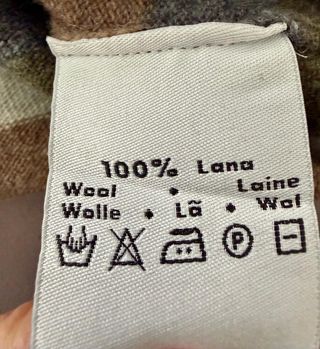 100% Lana
Wool • Laine
Wolle • Lã • Wol
P